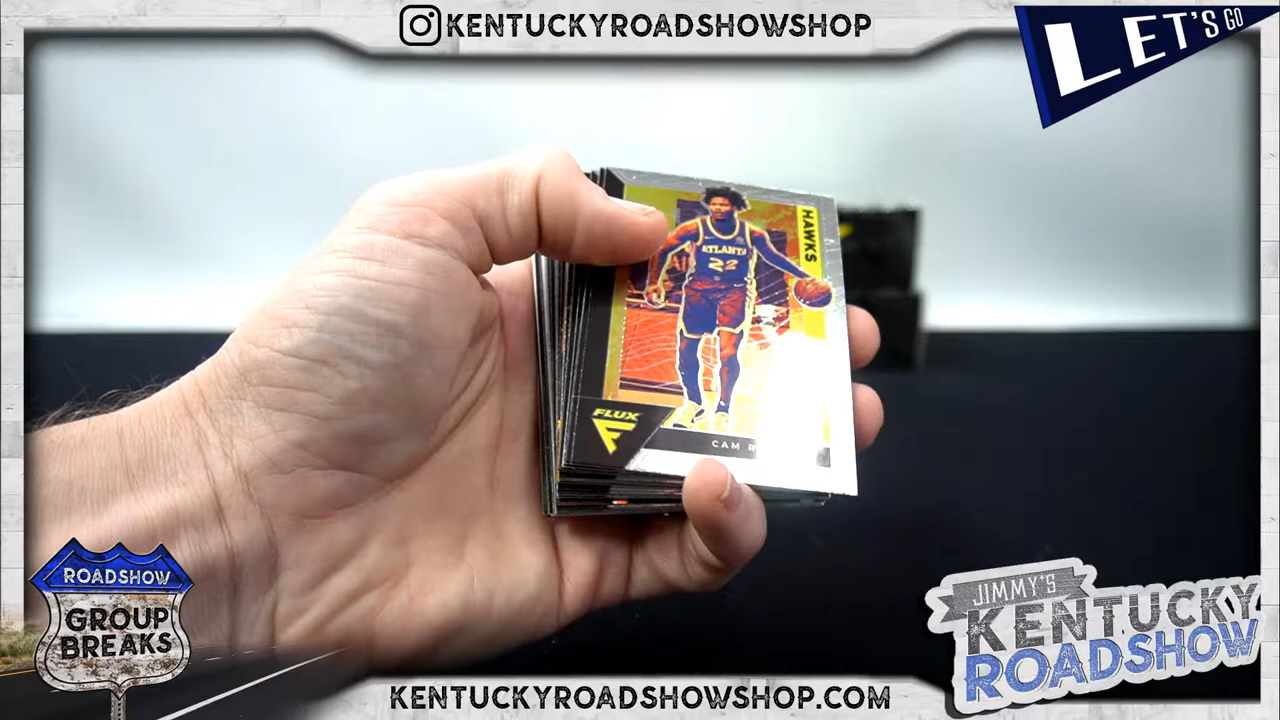 KENTUCKYROADSHOWSHOP
LET'S GO
HAWKS
ATLANTA
22
FLUX
CAM R
ROADSHOW
GROUP
BREAKS
JIMMY'S
KENTUCKY
ROADSHOW
KENTUCKYROADSHOWSHOP.COM